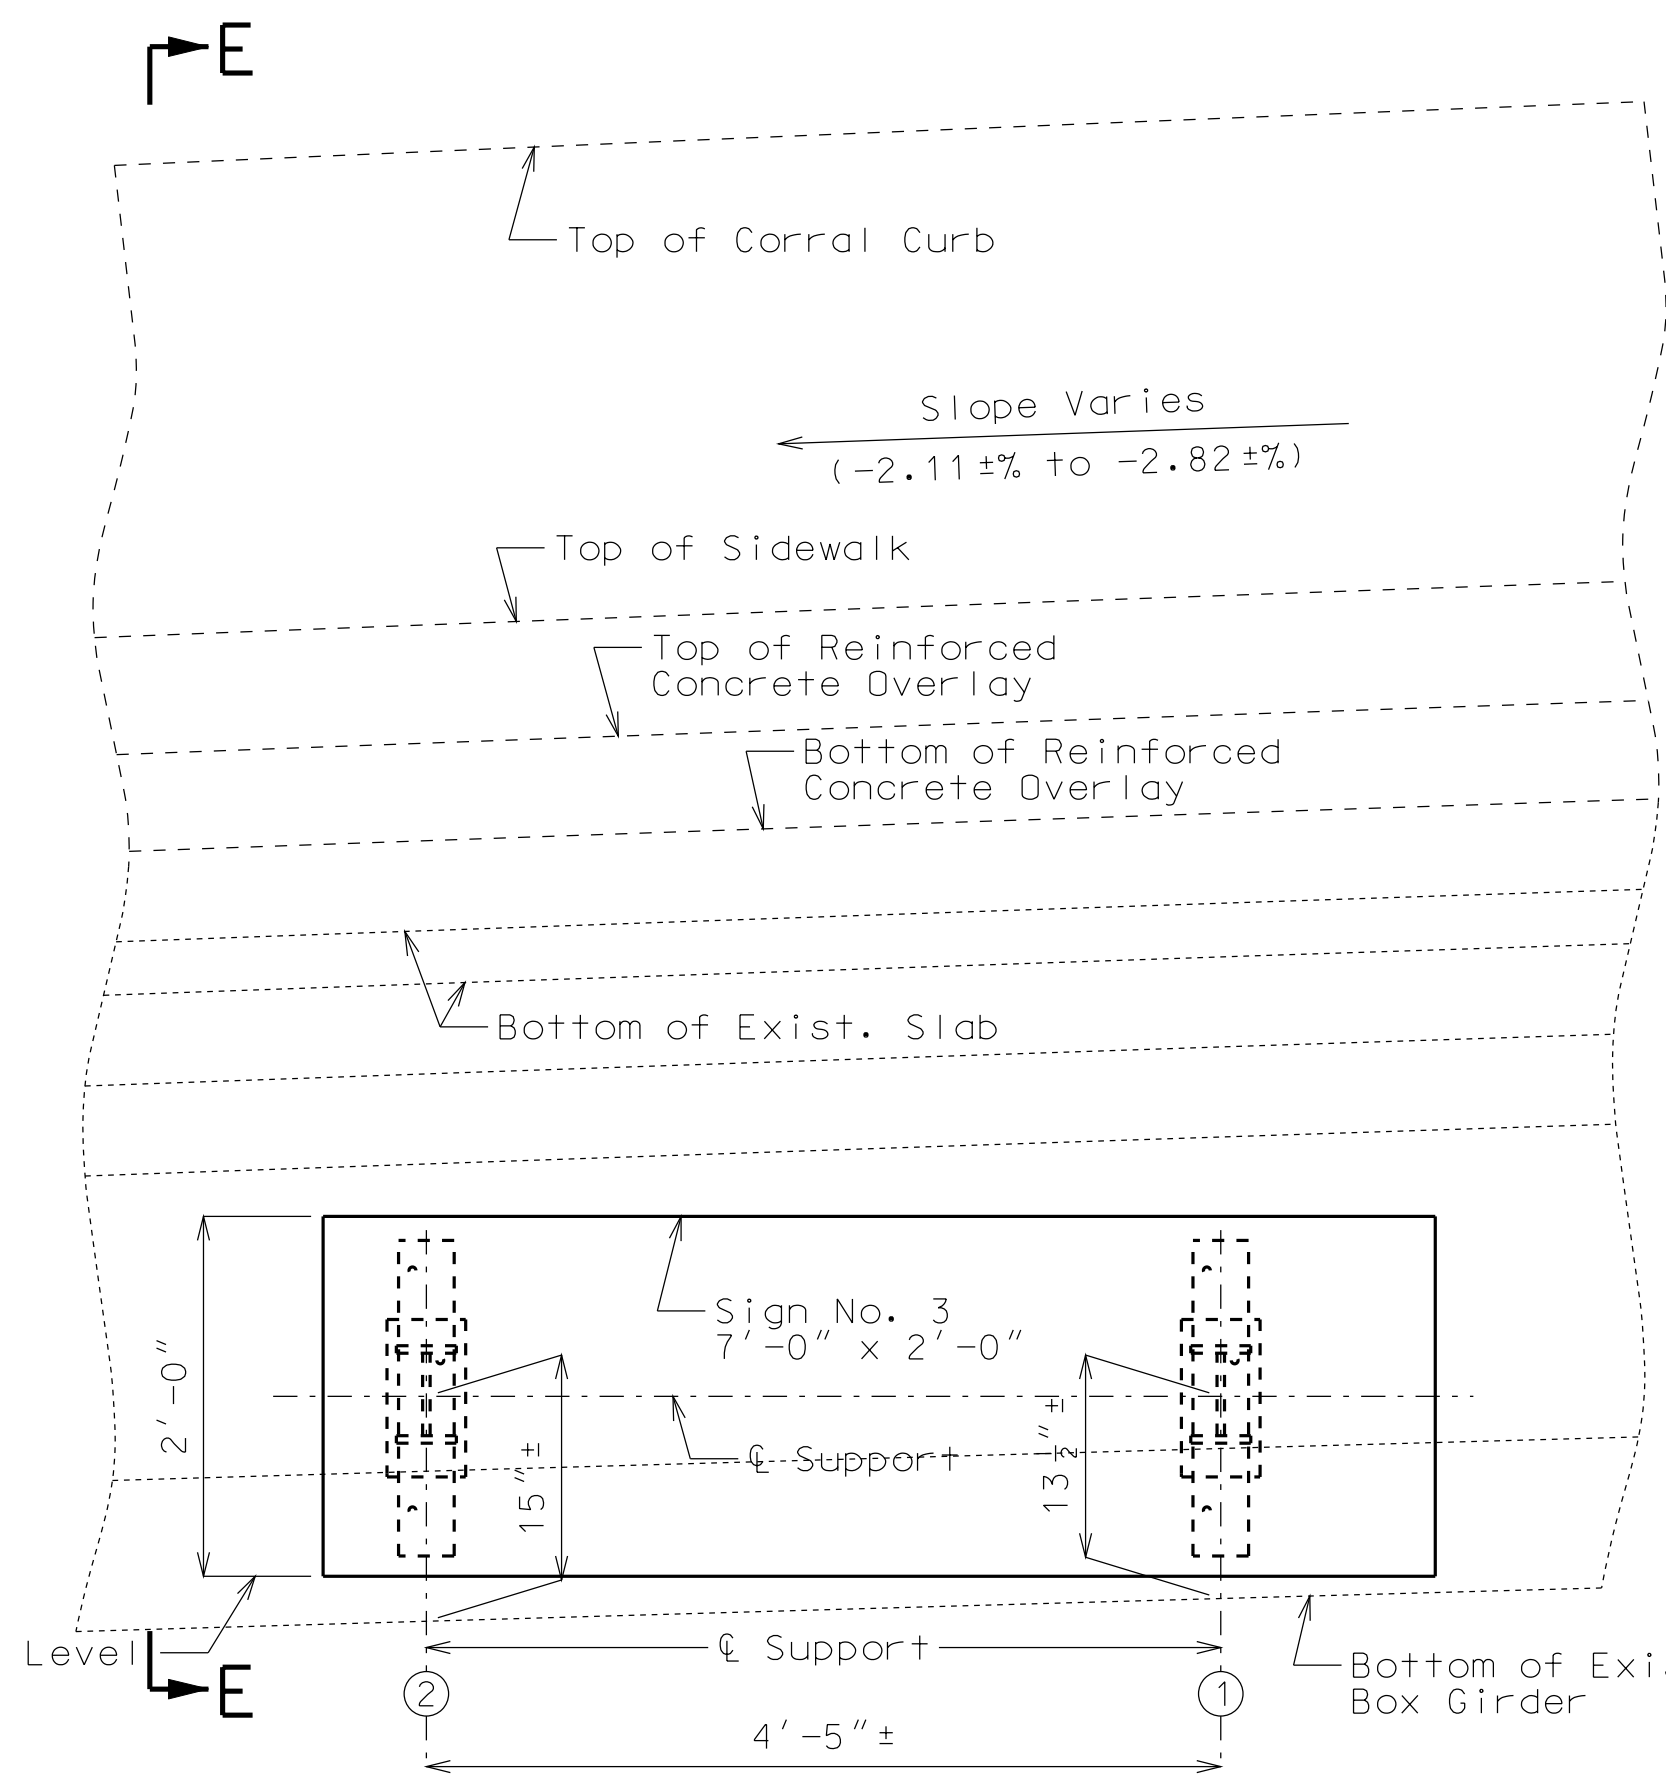 E
Top of Corral Curb
Slope Varies
(-2.11±% to -2.82±%)
Top of Sidewalk
Top of Reinforced
Concrete Overlay
Bottom of Reinforced
Concrete Overlay
Bottom of Exist. Slab
Sign No. 3
7'-0" x 2'-0"
2'-0"
15"±
℄ Support
13½"±
Level
℄ Support
E
Bottom of Exi
Box Girder
2
1
4'-5"±